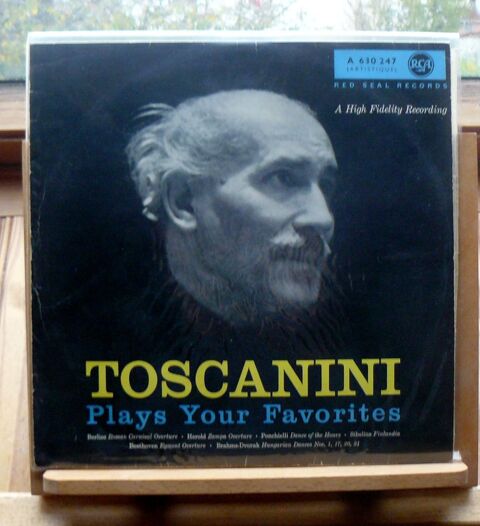 A 630 247
(ARTISTIQUE)
RCA
RED SEAL RECORDS
A High Fidelity Recording
TOSCANINI
Plays Your Favorites
Berlioz Roman Carnival Overture • Herold Zampa Overture • Ponchielli Dance of the Hours • Sibelius Finlandia
Beethoven Egmont Overture • Brahms-Dvorak Hungarian Dances Nos. 1, 17, 20, 21